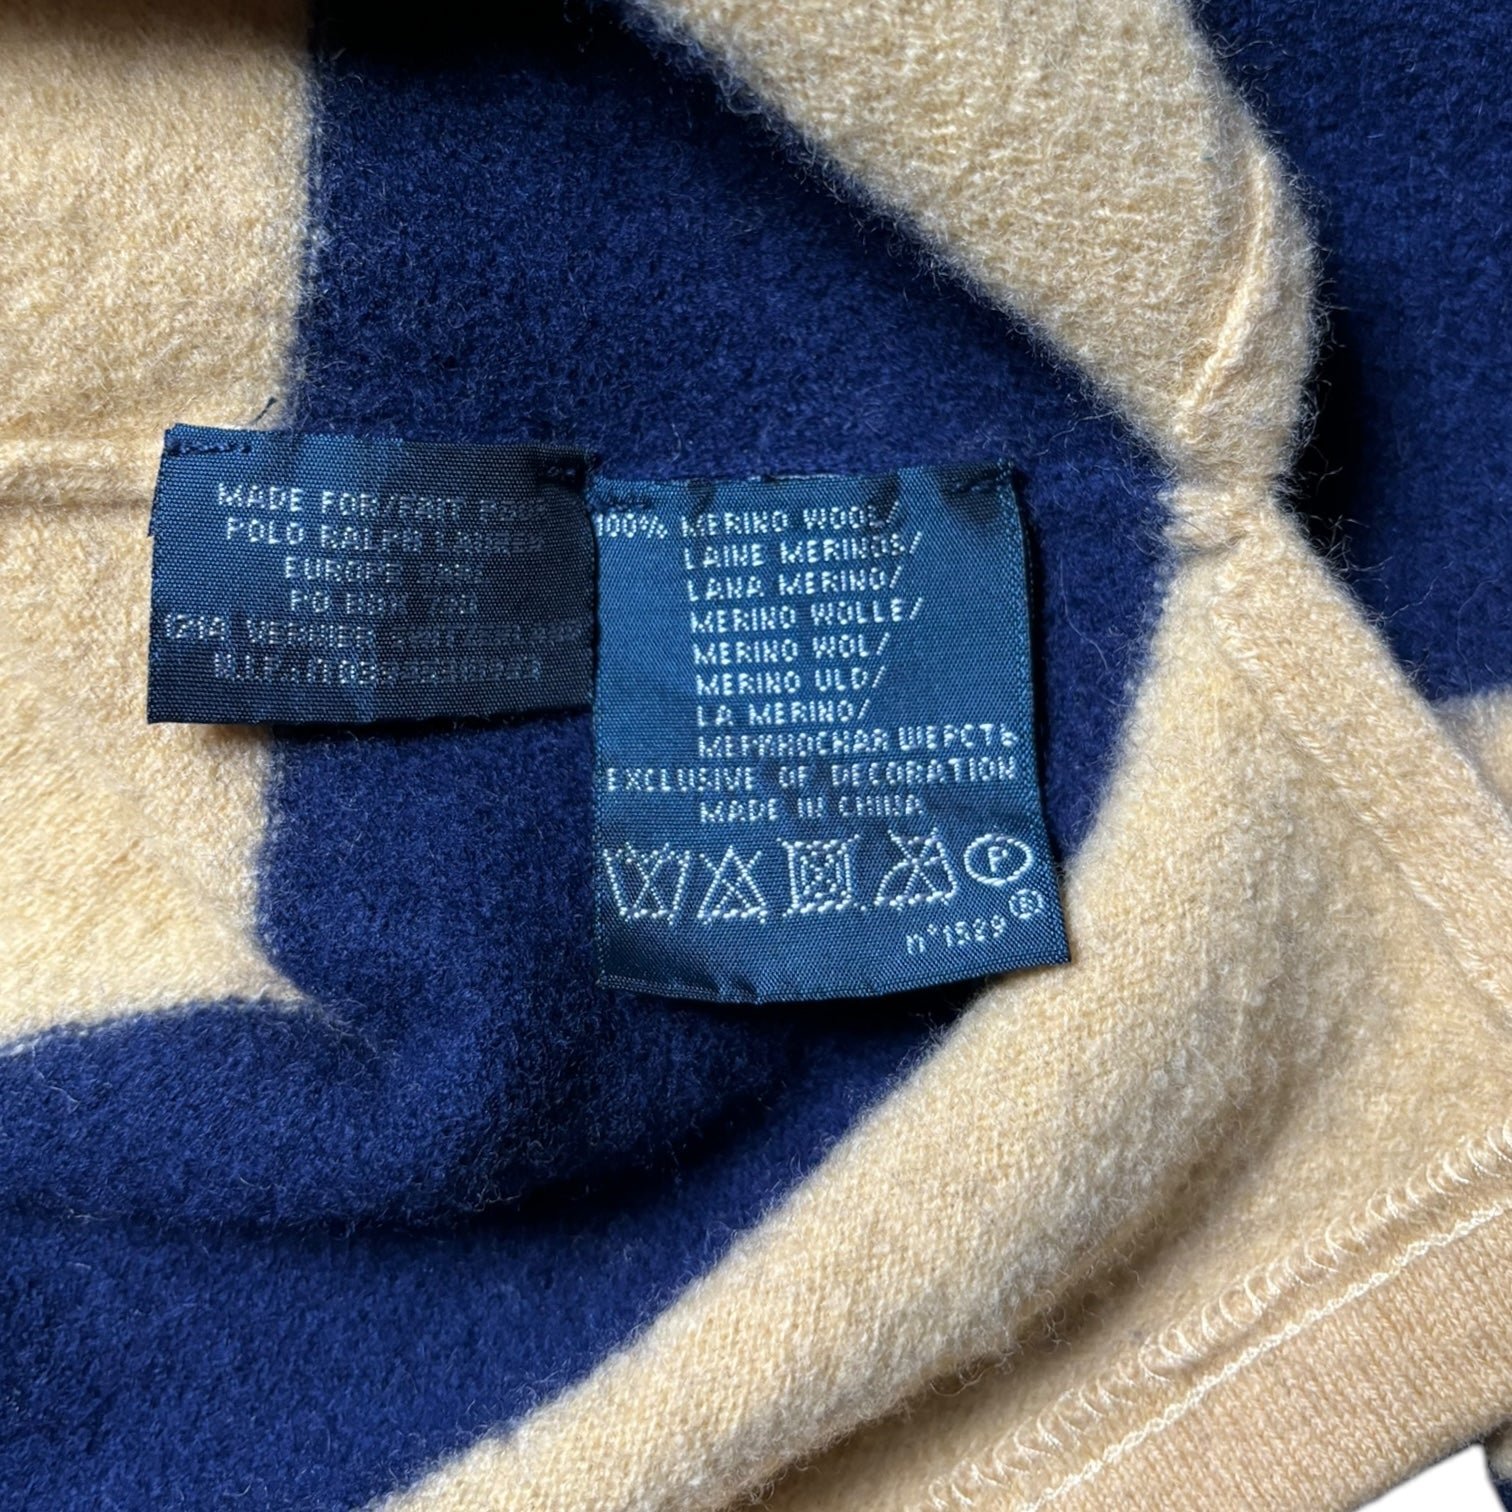 MADE FOR/FAIT POUR
POLO RALPH LAUREN
EUROPE SARL
PO BOX
1214 VERNIER SWITZERLAND
100% MERINO WOOL/
LAINE MERINOS/
LANA MERINO/
MERINO WOLLE/
MERINO WOL/
MERINO ULD/
LA MERINO/
МЕРИНОСНАЯ ШЕРСТЬ
EXCLUSIVE OF DECORATION
MADE IN CHINA
P
n°1529 ®